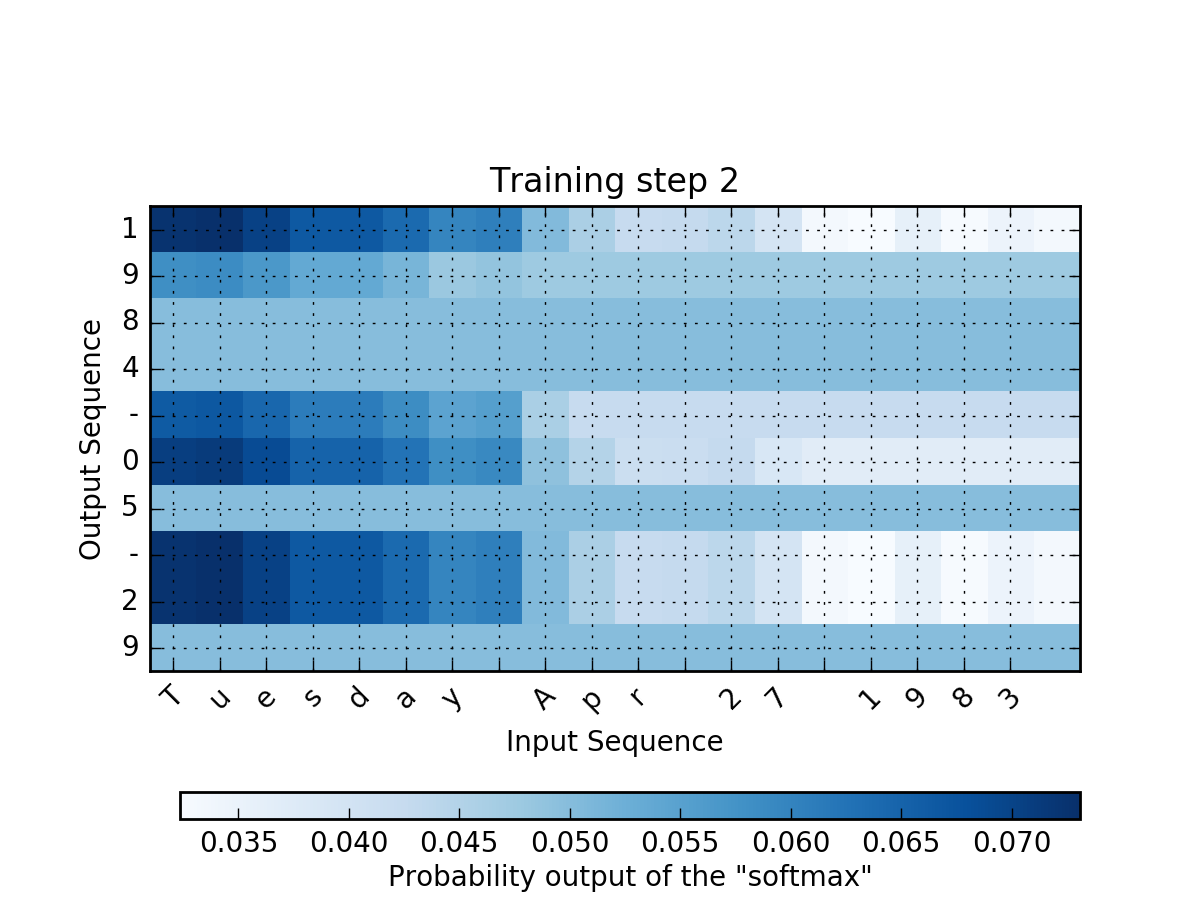 Training step 2
Output Sequence
1
9
8
4
-
0
5
-
2
9
T u e s d a y A p r 2 7 1 9 8 3
Input Sequence
0.035 0.040 0.045 0.050 0.055 0.060 0.065 0.070
Probability output of the "softmax"